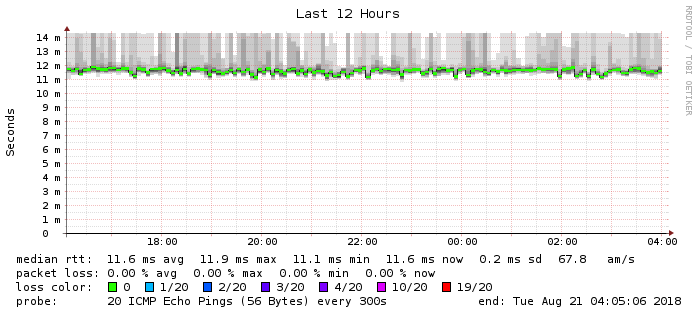 Last 12 Hours
RRDTOOL / TOBI OETIKER
Seconds
14 m
13 m
12 m
11 m
10 m
9 m
8 m
7 m
6 m
5 m
4 m
3 m
2 m
1 m
0
18:00 20:00 22:00 00:00 02:00 04:00
median rtt: 11.6 ms avg 11.9 ms max 11.1 ms min 11.6 ms now 0.2 ms sd 67.8 am/s
packet loss: 0.00 % avg 0.00 % max 0.00 % min 0.00 % now
loss color: 0 1/20 2/20 3/20 4/20 10/20 19/20
probe: 20 ICMP Echo Pings (56 Bytes) every 300s end: Tue Aug 21 04:05:06 2018